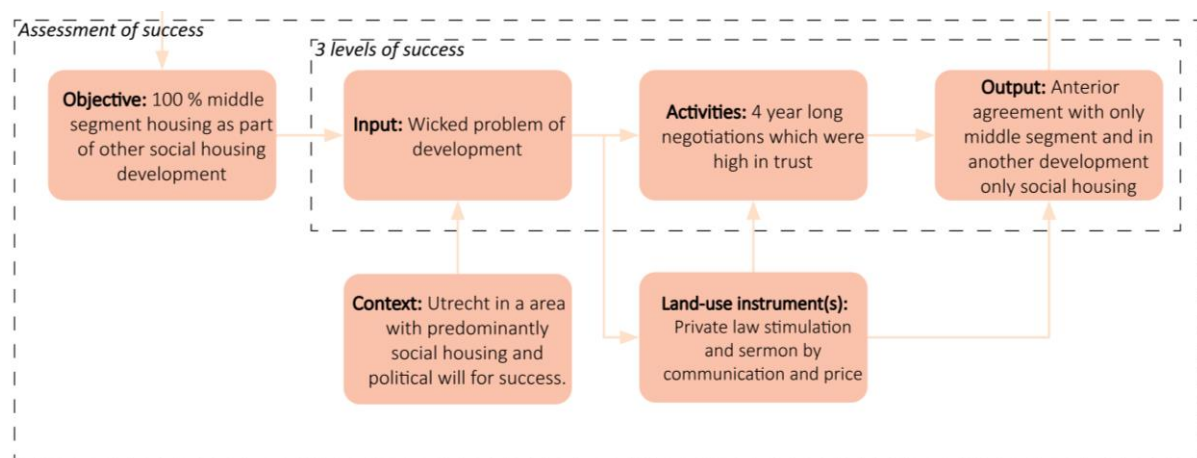 Assessment of success
3 levels of success
Objective: 100 % middle
segment housing as part
of other social housing
development
Input: Wicked problem of
development
Activities: 4 year long
negotiations which were
high in trust
Output: Anterior
agreement with only
middle segment and in
another development
only social housing
Context: Utrecht in a area
with predominantly
social housing and
political will for success.
Land-use instrument(s):
Private law stimulation
and sermon by
communication and price